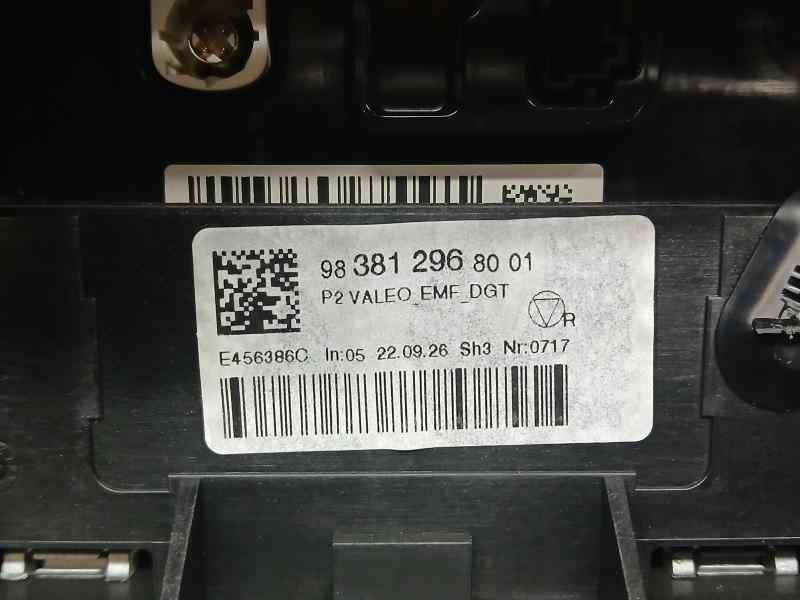 98 381 296 80 01
P2 VALEO_EMF_DGT
R
E456386C In:05 22.09.26 Sh3 Nr:0717